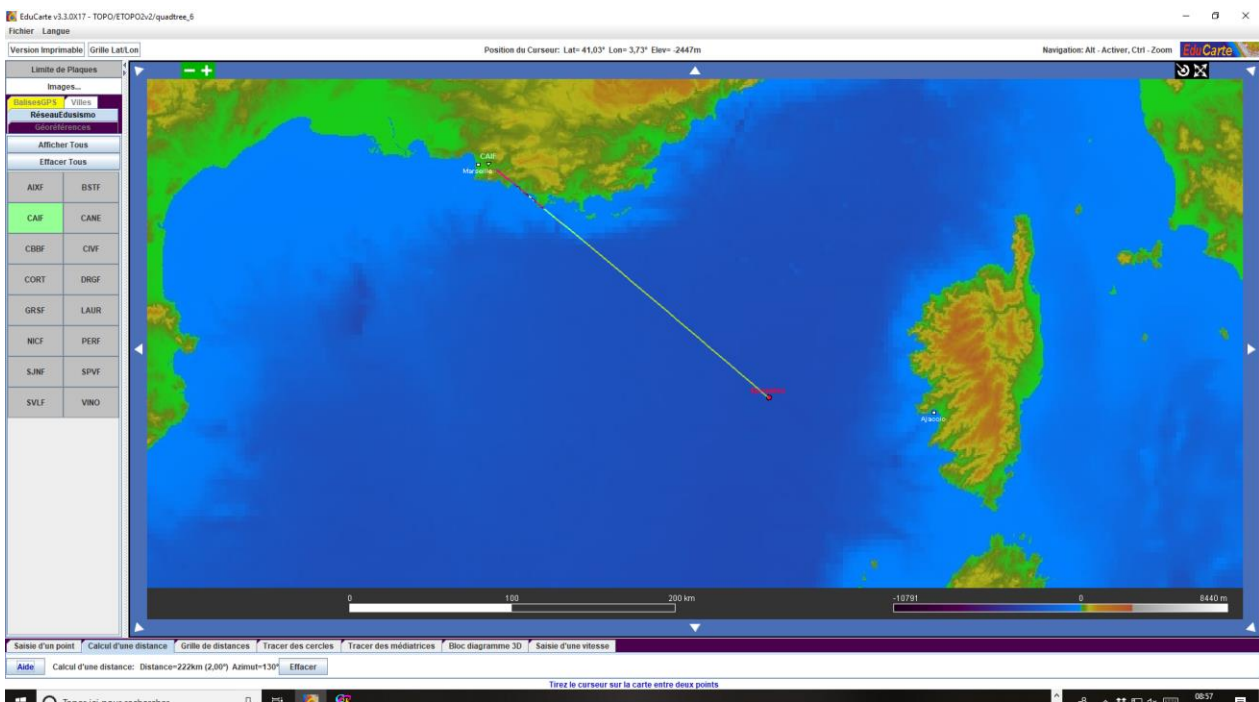 EduCarte v3.3.0X17 - TOPO/ETOPO2v2/quadtree_6
Fichier Langue
Version Imprimable Grille Lat/Lon Position du Curseur: Lat= 41,03° Lon= 3,73° Elev= -2447m Navigation: Alt - Activer, Ctrl - Zoom EduCarte
Limite de Plaques
Images...
BalisesGPS Villes
RéseauEdusismo
Géoréférences
Afficher Tous
Effacer Tous
AIXF BSTF
CAIF CANE
CBBF CIVF
CORT DRGF
GRSF LAUR
NICF PERF
SJNF SPVF
SVLF VINO
CAIF
Marseille
Ajaccio
0 100 200 km
-10791 0 8440 m
Saisie d'un point Calcul d'une distance Grille de distances Tracer des cercles Tracer des médiatrices Bloc diagramme 3D Saisie d'une vitesse
Aide Calcul d'une distance: Distance=222km (2,00°) Azimut=130° Effacer
Tirez le curseur sur la carte entre deux points
08:57